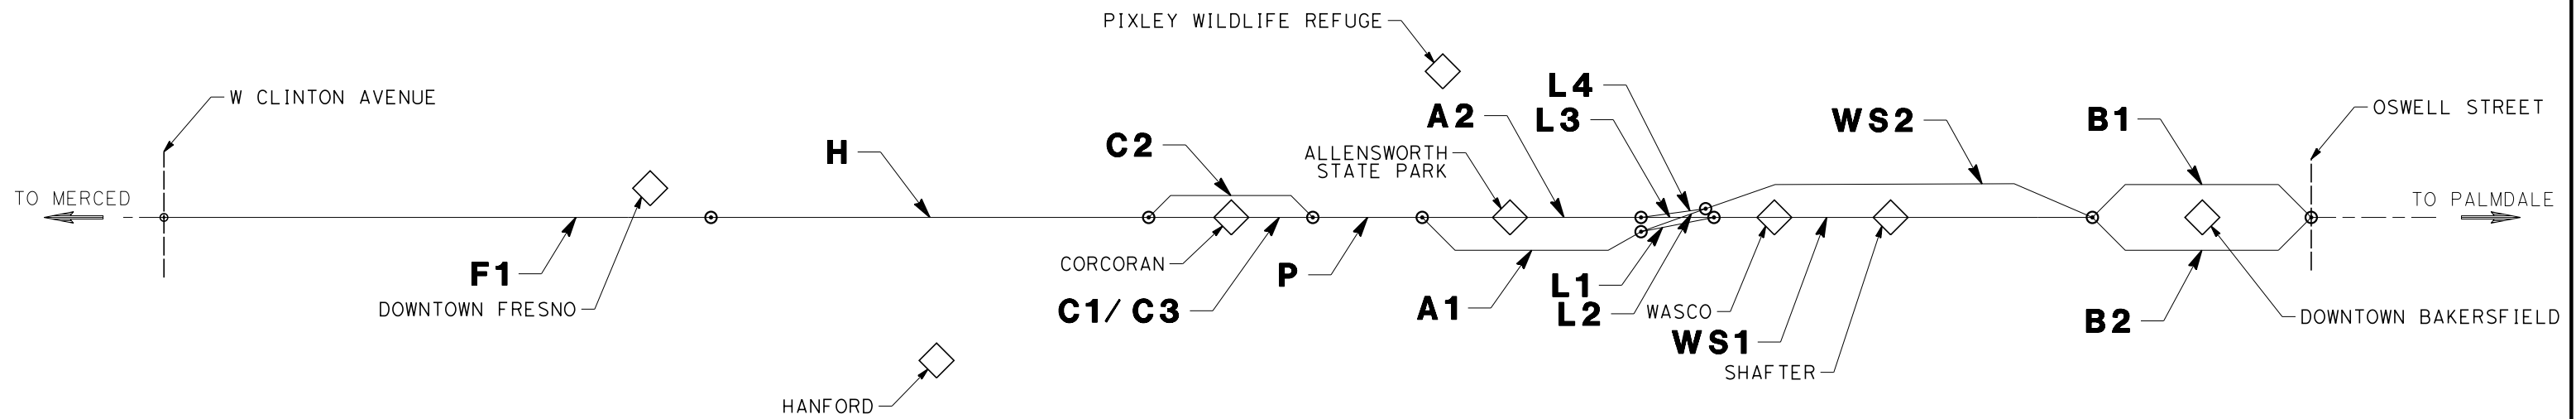 PIXLEY WILDLIFE REFUGE
W CLINTON AVENUE
L4
L3
A2
WS2
B1
OSWELL STREET
H
C2
ALLENSWORTH
STATE PARK
TO MERCED
TO PALMDALE
F1
DOWNTOWN FRESNO
CORCORAN
C1/C3
P
A1
L1
L2
WASCO
WS1
SHAFTER
B2
DOWNTOWN BAKERSFIELD
HANFORD